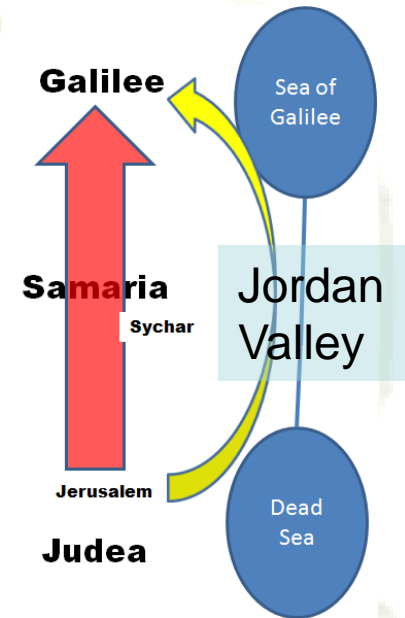 Galilee
Sea of
Galilee
Samaria
Sychar
Jordan
Valley
Jerusalem
Judea
Dead
Sea